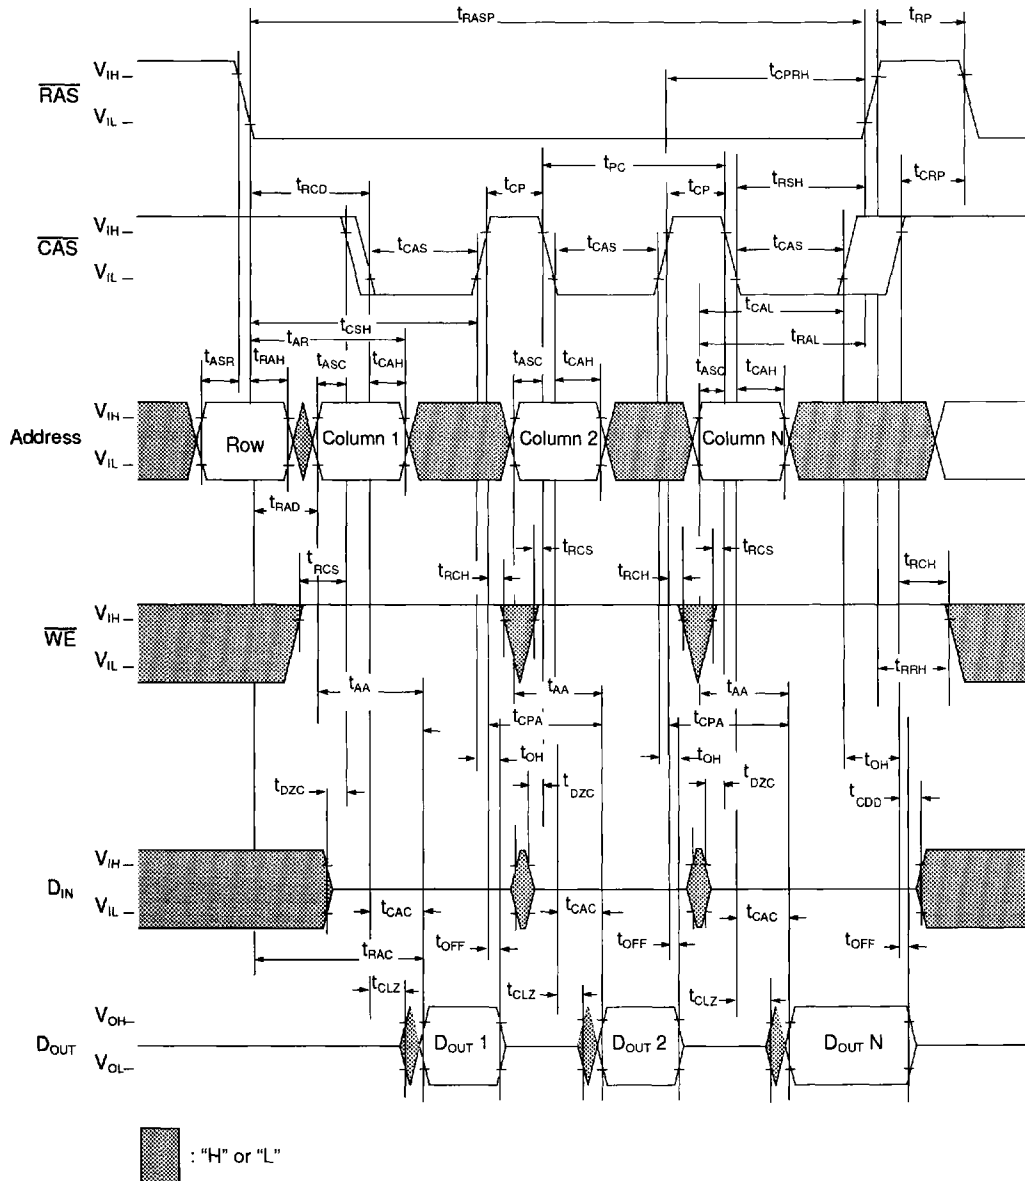 tRASP
tRP
VIH
tCPRH
RAS
VIL
tPC
tRCD
tCP
tCP
tRSH
tCRP
VIH
CAS
tCAS
tCAS
tCAS
VIL
tCSH
tCAL
tAR
tRAL
tASR
tRAH
tASC
tCAH
tASC
tCAH
tASC
tCAH
VIH
Address
Row
Column 1
Column 2
Column N
VIL
tRAD
tRCS
tRCS
tRCS
tRCH
tRCH
tRCH
VIH
WE
VIL
tRRH
tAA
tAA
tAA
tCPA
tCPA
tOH
tOH
tOH
tDZC
tDZC
tDZC
tCDD
VIH
DIN
VIL
tCAC
tCAC
tCAC
tOFF
tOFF
tOFF
tRAC
tCLZ
tCLZ
tCLZ
VOH
DOUT
DOUT 1
DOUT 2
DOUT N
VOL
: "H" or "L"